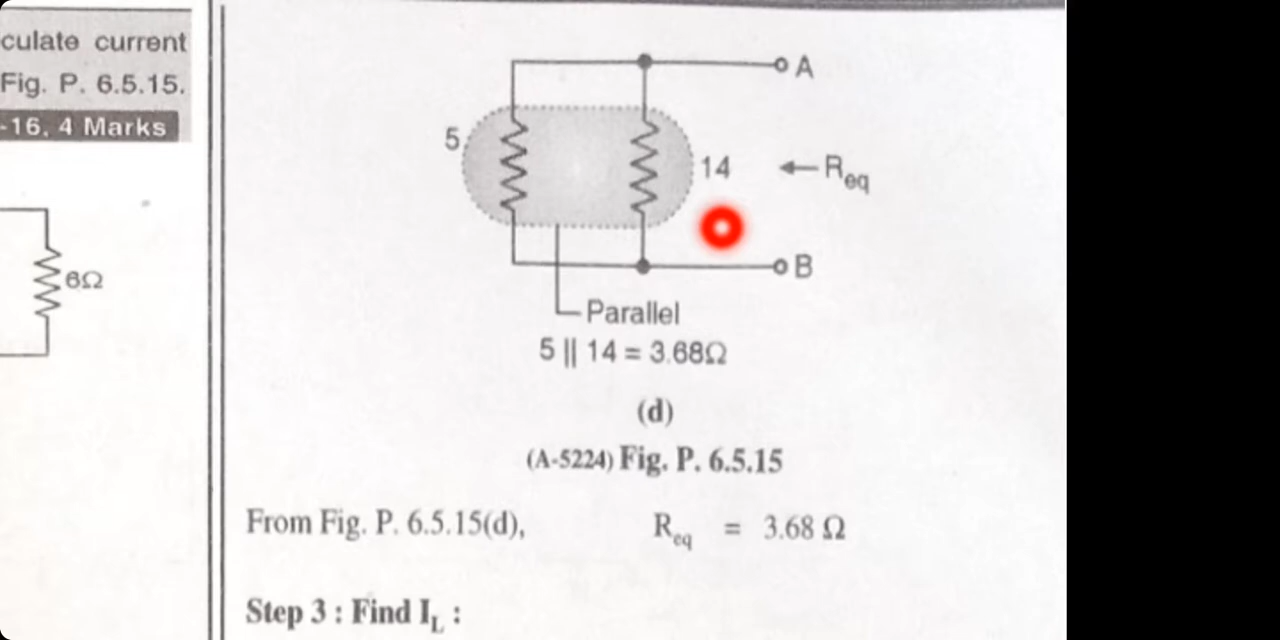 culate current
Fig. P. 6.5.15.
-16, 4 Marks
6Ω
A
5
14
Req
B
Parallel
5 || 14 = 3.68Ω
(d)
(A-5224) Fig. P. 6.5.15
From Fig. P. 6.5.15(d), Req = 3.68 Ω
Step 3 : Find IL :